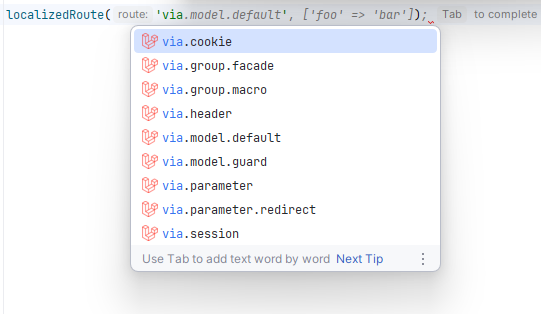 localizedRoute( route: 'via.model.default', ['foo' => 'bar']); Tab to complete
via.cookie
via.group.facade
via.group.macro
via.header
via.model.default
via.model.guard
via.parameter
via.parameter.redirect
via.session
Use Tab to add text word by word Next Tip